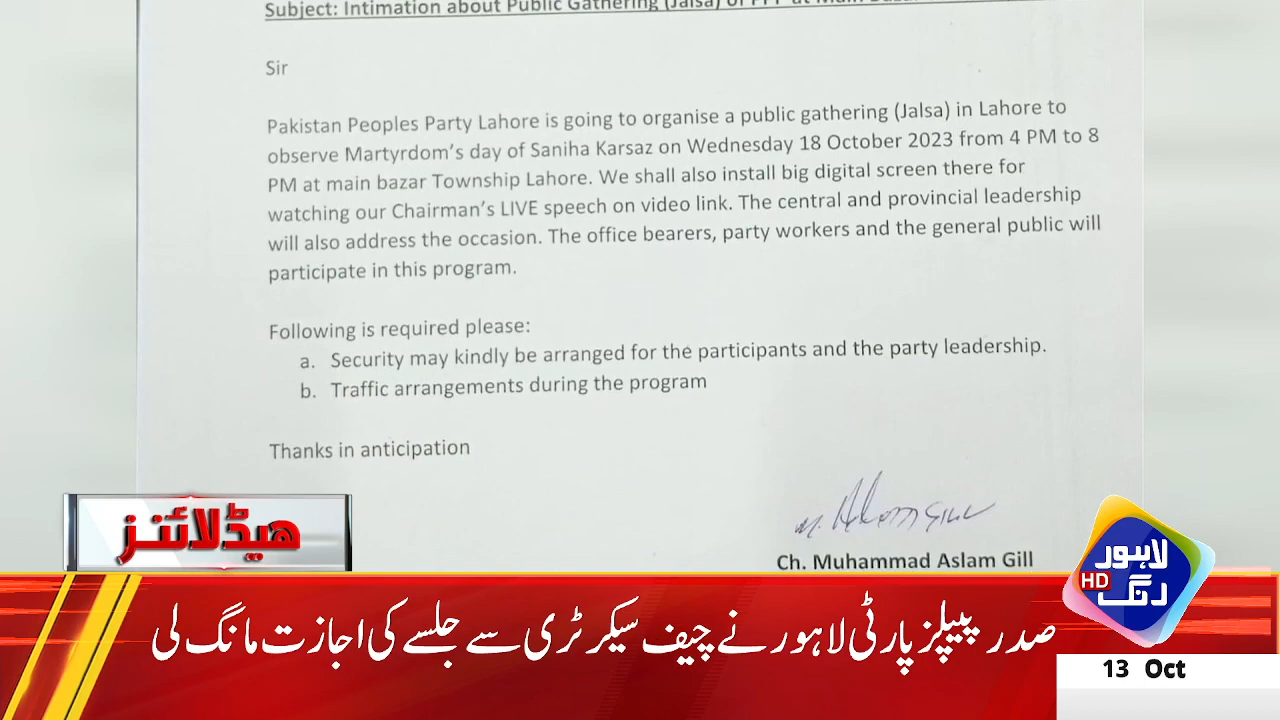 Subject: Intimation about Public Gathering (Jalsa) of PPP at Main Bazar
Sir
Pakistan Peoples Party Lahore is going to organise a public gathering (Jalsa) in Lahore to
observe Martyrdom's day of Saniha Karsaz on Wednesday 18 October 2023 from 4 PM to 8
PM at main bazar Township Lahore. We shall also install big digital screen there for
watching our Chairman's LIVE speech on video link. The central and provincial leadership
will also address the occasion. The office bearers, party workers and the general public will
participate in this program.
Following is required please:
a. Security may kindly be arranged for the participants and the party leadership.
b. Traffic arrangements during the program
Thanks in anticipation
M. Aslam Gill
Ch. Muhammad Aslam Gill
ہیڈلائنز
لاہور
HD رنگ
صدر پیپلز پارٹی لاہور نے چیف سیکرٹری سے جلسے کی اجازت مانگ لی
13 Oct